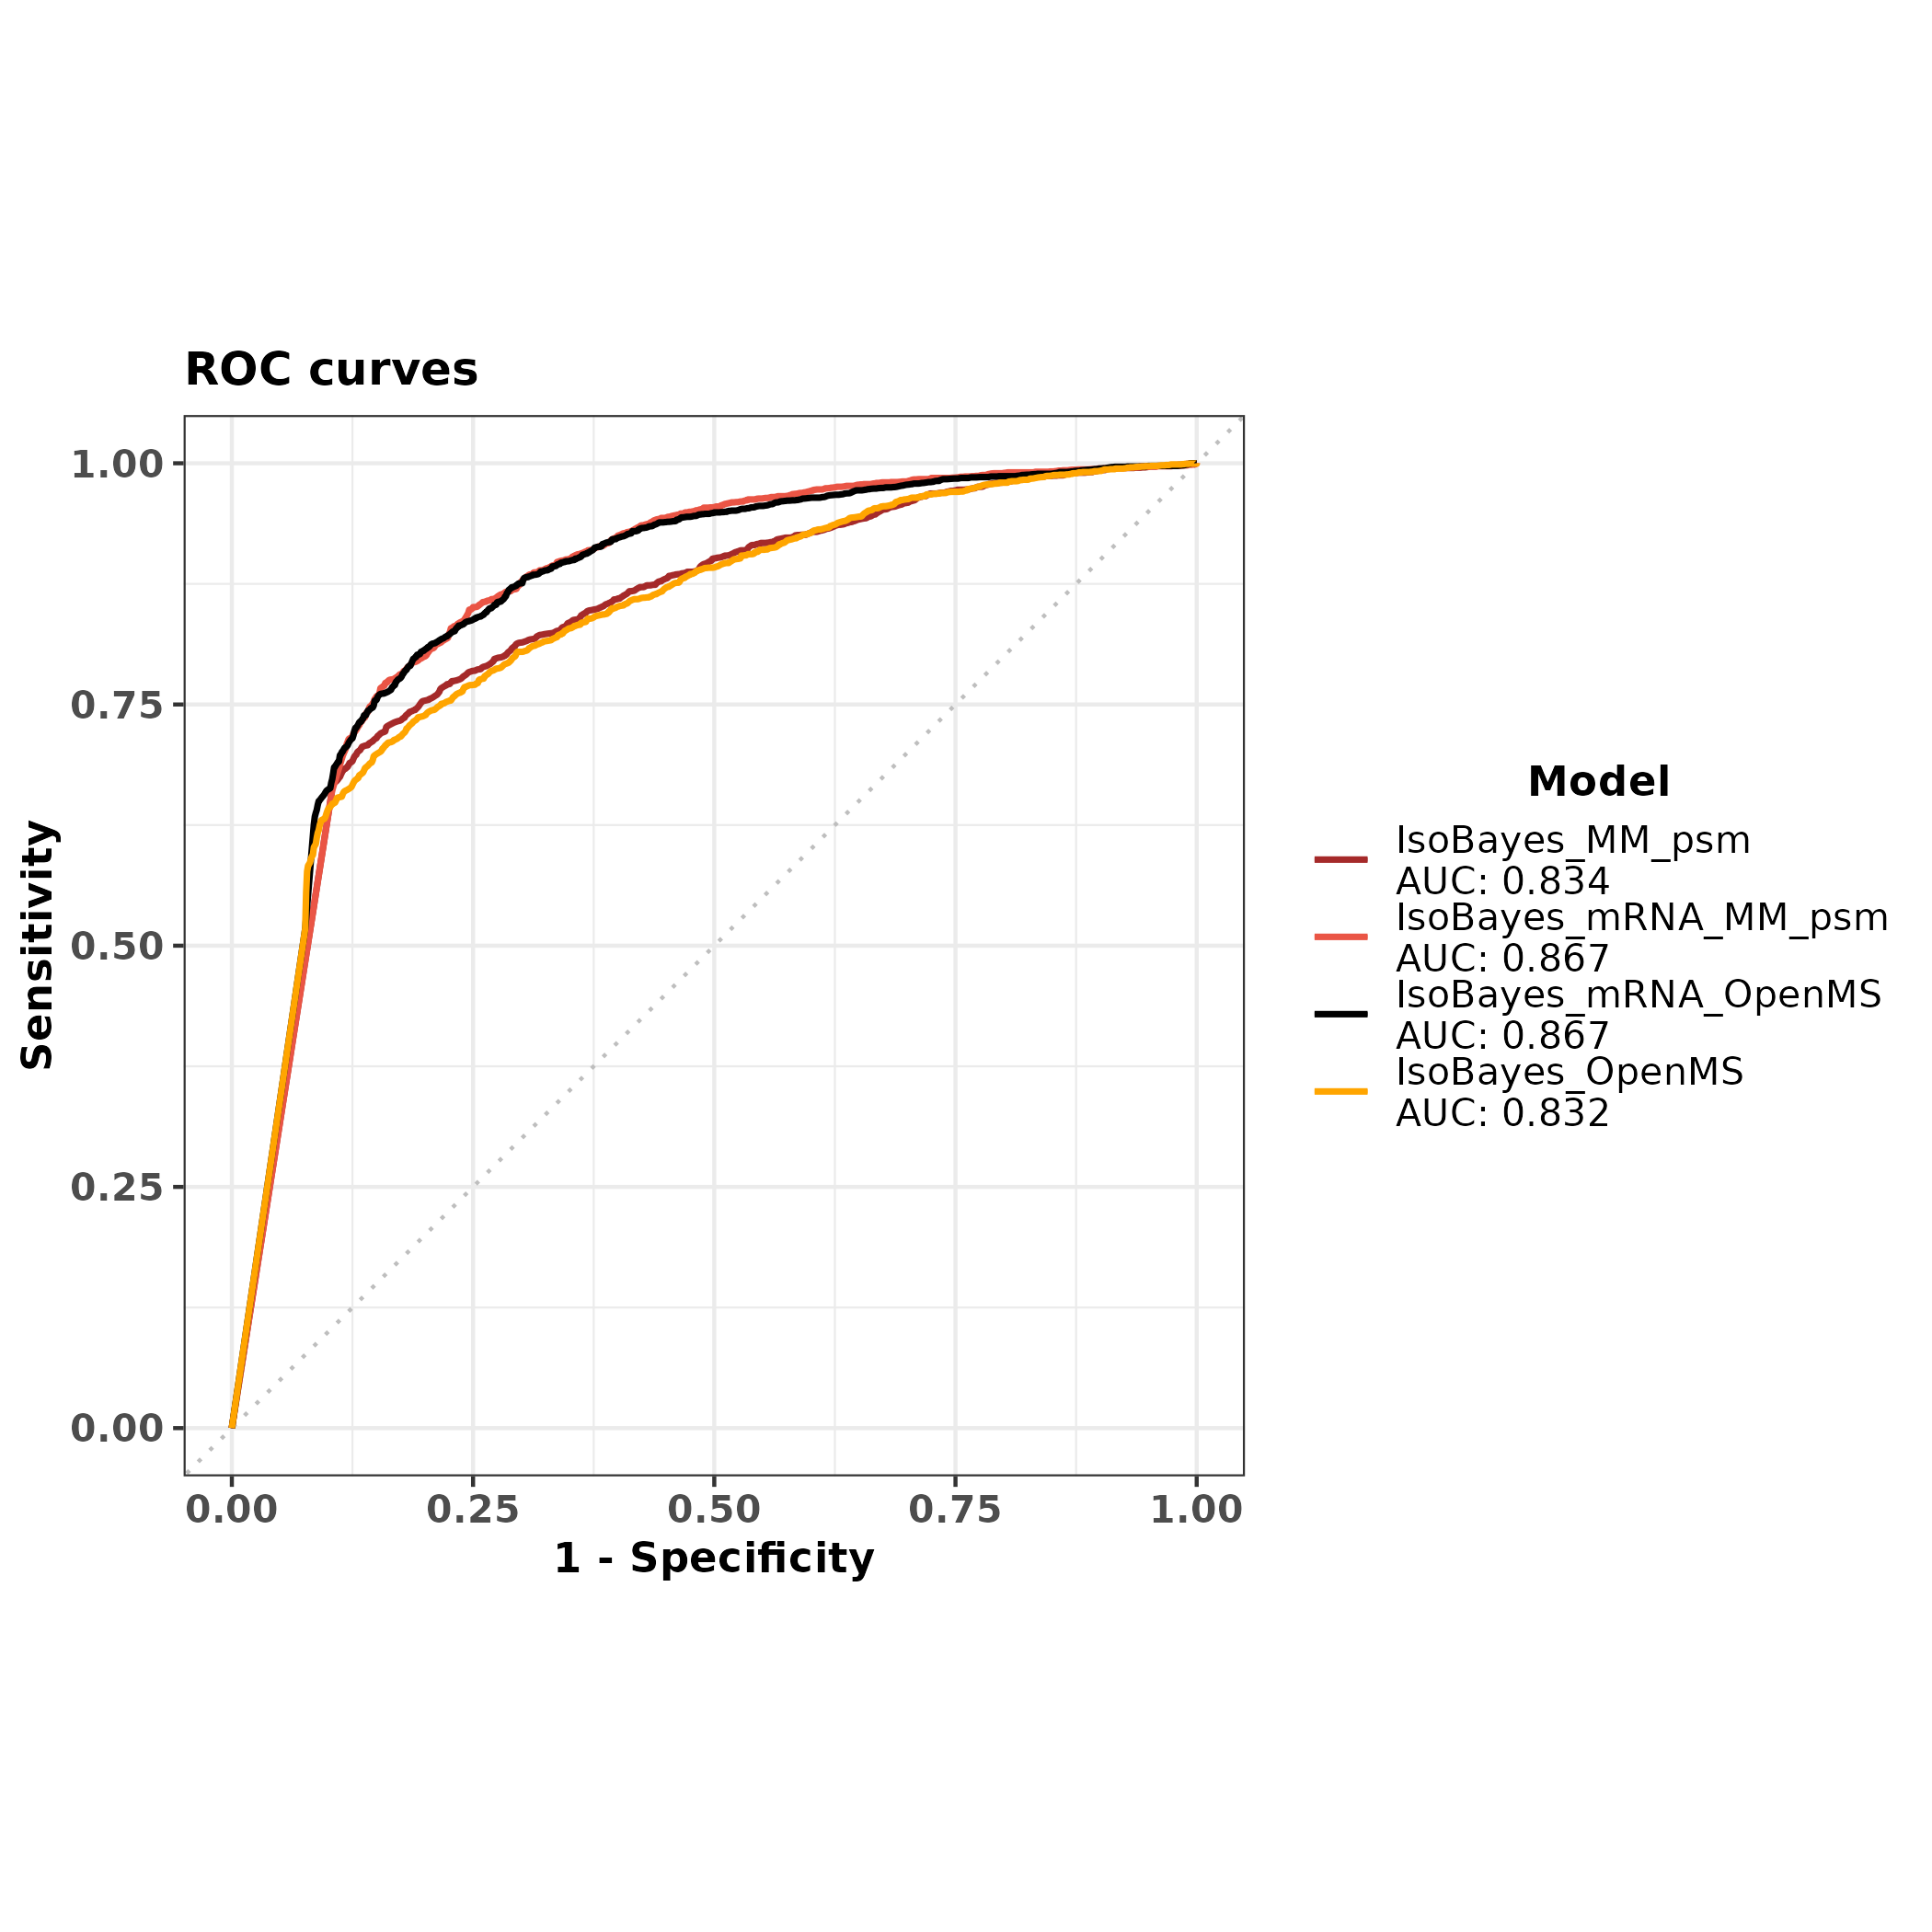 ROC curves
1.00
0.75
0.50
0.25
0.00
Sensitivity
0.00 0.25 0.50 0.75 1.00
1 - Specificity
Model
IsoBayes_MM_psm
AUC: 0.834
IsoBayes_mRNA_MM_psm
AUC: 0.867
IsoBayes_mRNA_OpenMS
AUC: 0.867
IsoBayes_OpenMS
AUC: 0.832